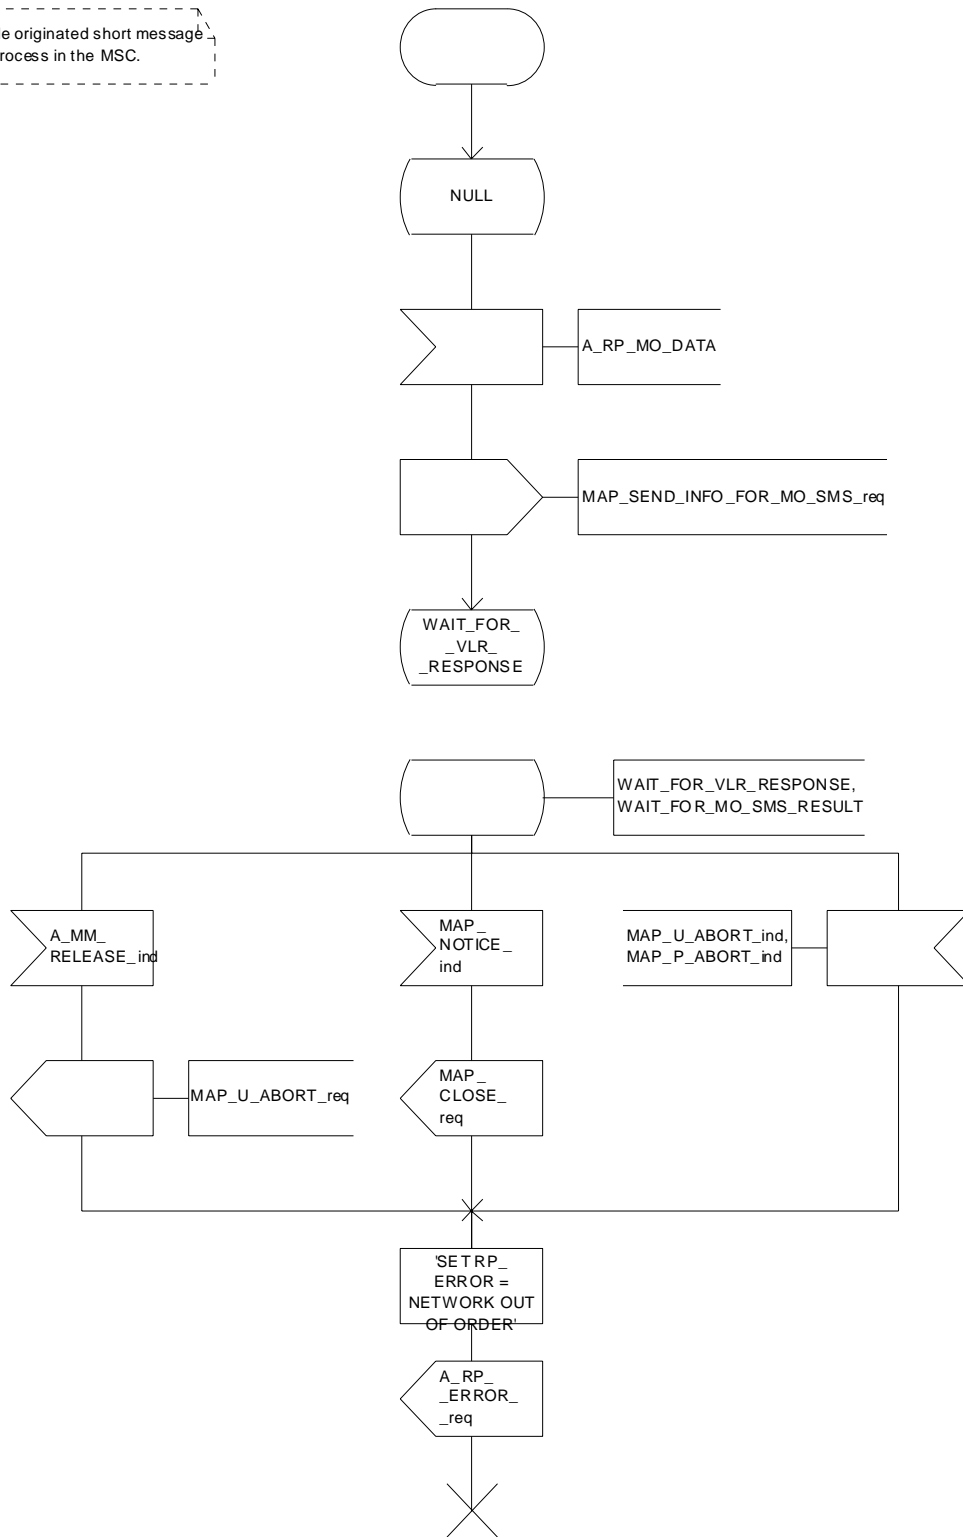 originated short message
process in the MSC.
NULL
A_RP_MO_DATA
MAP_SEND_INFO_FOR_MO_SMS_req
WAIT_FOR_
_VLR_
_RESPONSE
WAIT_FOR_VLR_RESPONSE,
WAIT_FOR_MO_SMS_RESULT
A_MM_
RELEASE_ind
MAP_
NOTICE_
ind
MAP_U_ABORT_ind,
MAP_P_ABORT_ind
MAP_U_ABORT_req
MAP_
CLOSE_
req
'SET RP_
ERROR =
NETWORK OUT
OF ORDER'
A_RP_
_ERROR_
_req